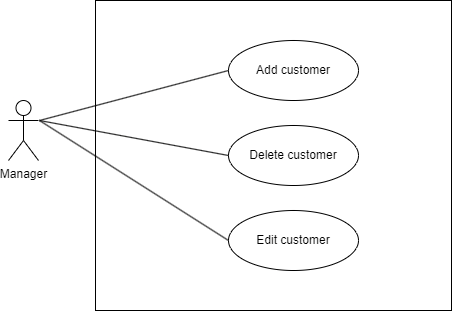 Add customer
Manager
Delete customer
Edit customer